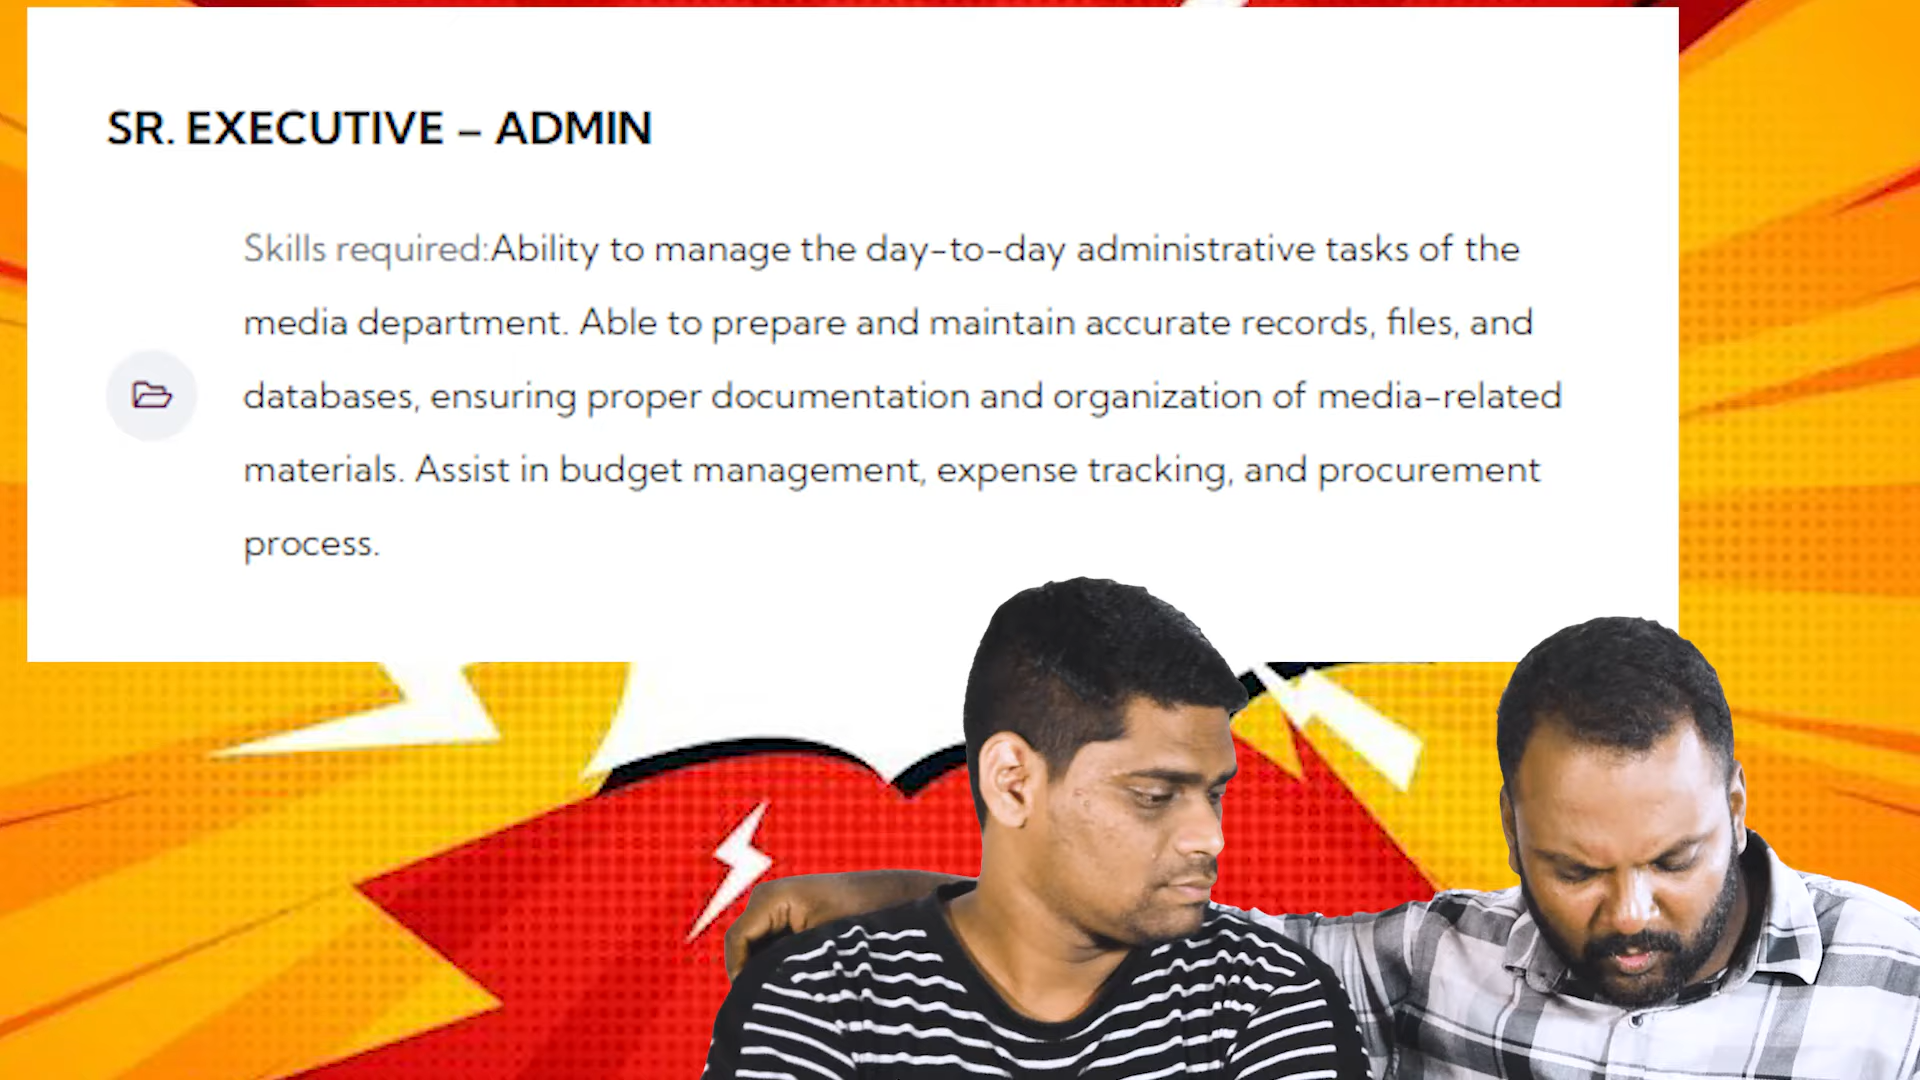 SR. EXECUTIVE – ADMIN
Skills required:Ability to manage the day-to-day administrative tasks of the
media department. Able to prepare and maintain accurate records, files, and
databases, ensuring proper documentation and organization of media-related
materials. Assist in budget management, expense tracking, and procurement
process.